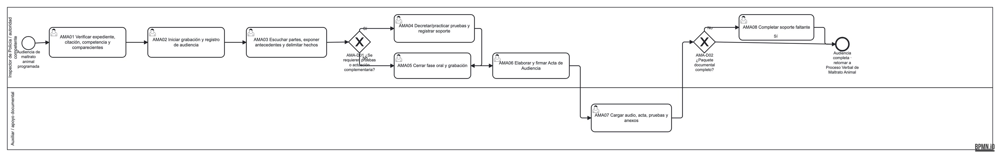 Inspector de Policía / autoridad
competente
Audiencia de
maltrato
animal
programada
AMA01 Verificar expediente,
citación, competencia y
comparecientes
AMA02 Iniciar grabación y registro
de audiencia
AMA03 Escuchar partes, exponer
antecedentes y delimitar hechos
AMA-D01 ¿Se
requieren pruebas
o actuación
complementaria?
Sí
No
AMA04 Decretar/practicar pruebas y
registrar soporte
AMA05 Cerrar fase oral y grabación
AMA06 Elaborar y firmar Acta de
Audiencia
AMA-D02
¿Paquete
documental
completo?
No
AMA08 Completar soporte faltante
Sí
Audiencia
completa ·
retornar a
Proceso Verbal de
Maltrato Animal
Auxiliar / apoyo documental
AMA07 Cargar audio, acta, pruebas y
anexos
BPMN.iO